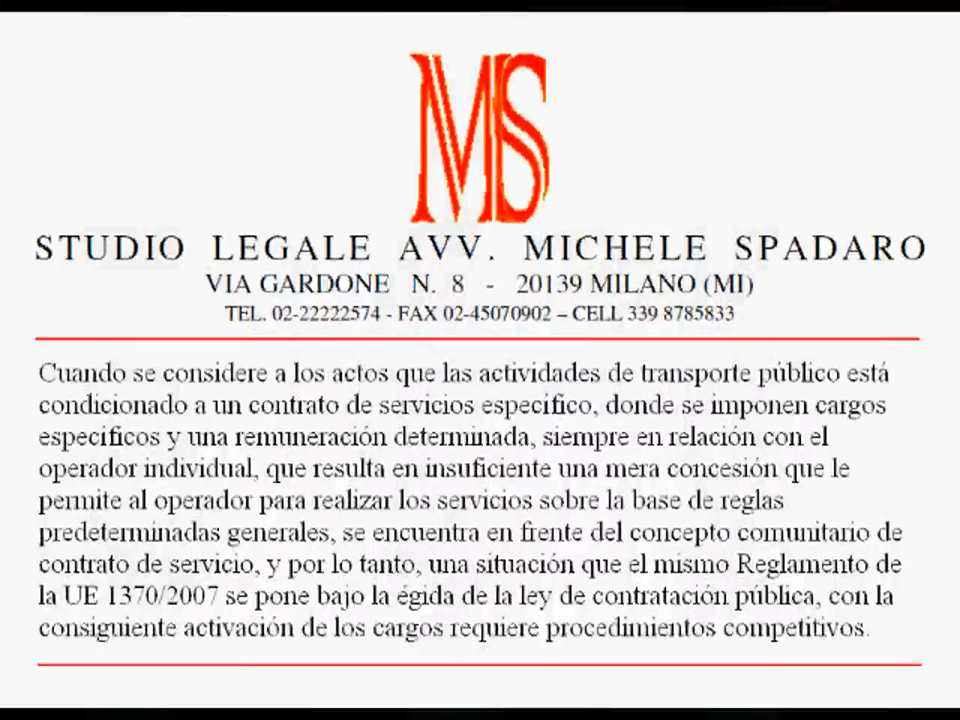 MS
STUDIO LEGALE AVV. MICHELE SPADARO
VIA GARDONE N. 8 - 20139 MILANO (MI)
TEL. 02-22222574 - FAX 02-45070902 – CELL 339 8785833
Cuando se considere a los actos que las actividades de transporte público está
condicionado a un contrato de servicios específico, donde se imponen cargos
específicos y una remuneración determinada, siempre en relación con el
operador individual, que resulta en insuficiente una mera concesión que le
permite al operador para realizar los servicios sobre la base de reglas
predeterminadas generales, se encuentra en frente del concepto comunitario de
contrato de servicio, y por lo tanto, una situación que el mismo Reglamento de
la UE 1370/2007 se pone bajo la égida de la ley de contratación pública, con la
consiguiente activación de los cargos requiere procedimientos competitivos.